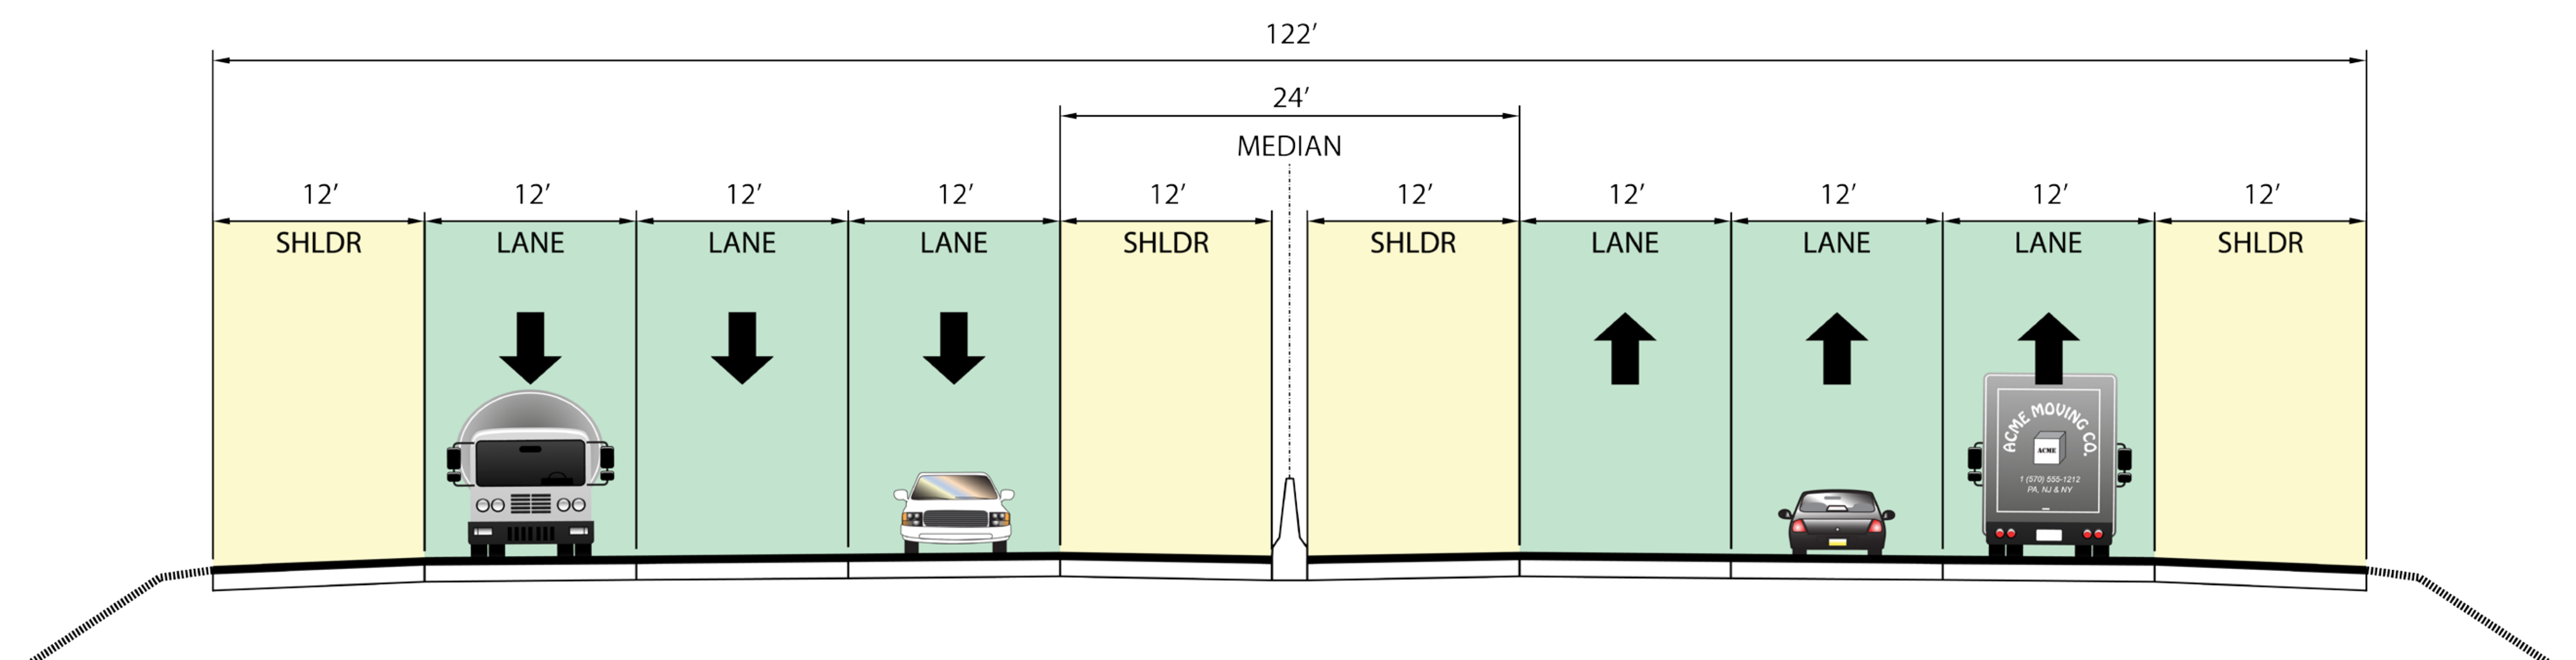 122′
24′
MEDIAN
12′ 12′ 12′ 12′ 12′ 12′ 12′ 12′ 12′ 12′
SHLDR LANE LANE LANE SHLDR SHLDR LANE LANE LANE SHLDR
ACME MOVING CO.
ACME
1 (570) 555-1212
PA, NJ & NY